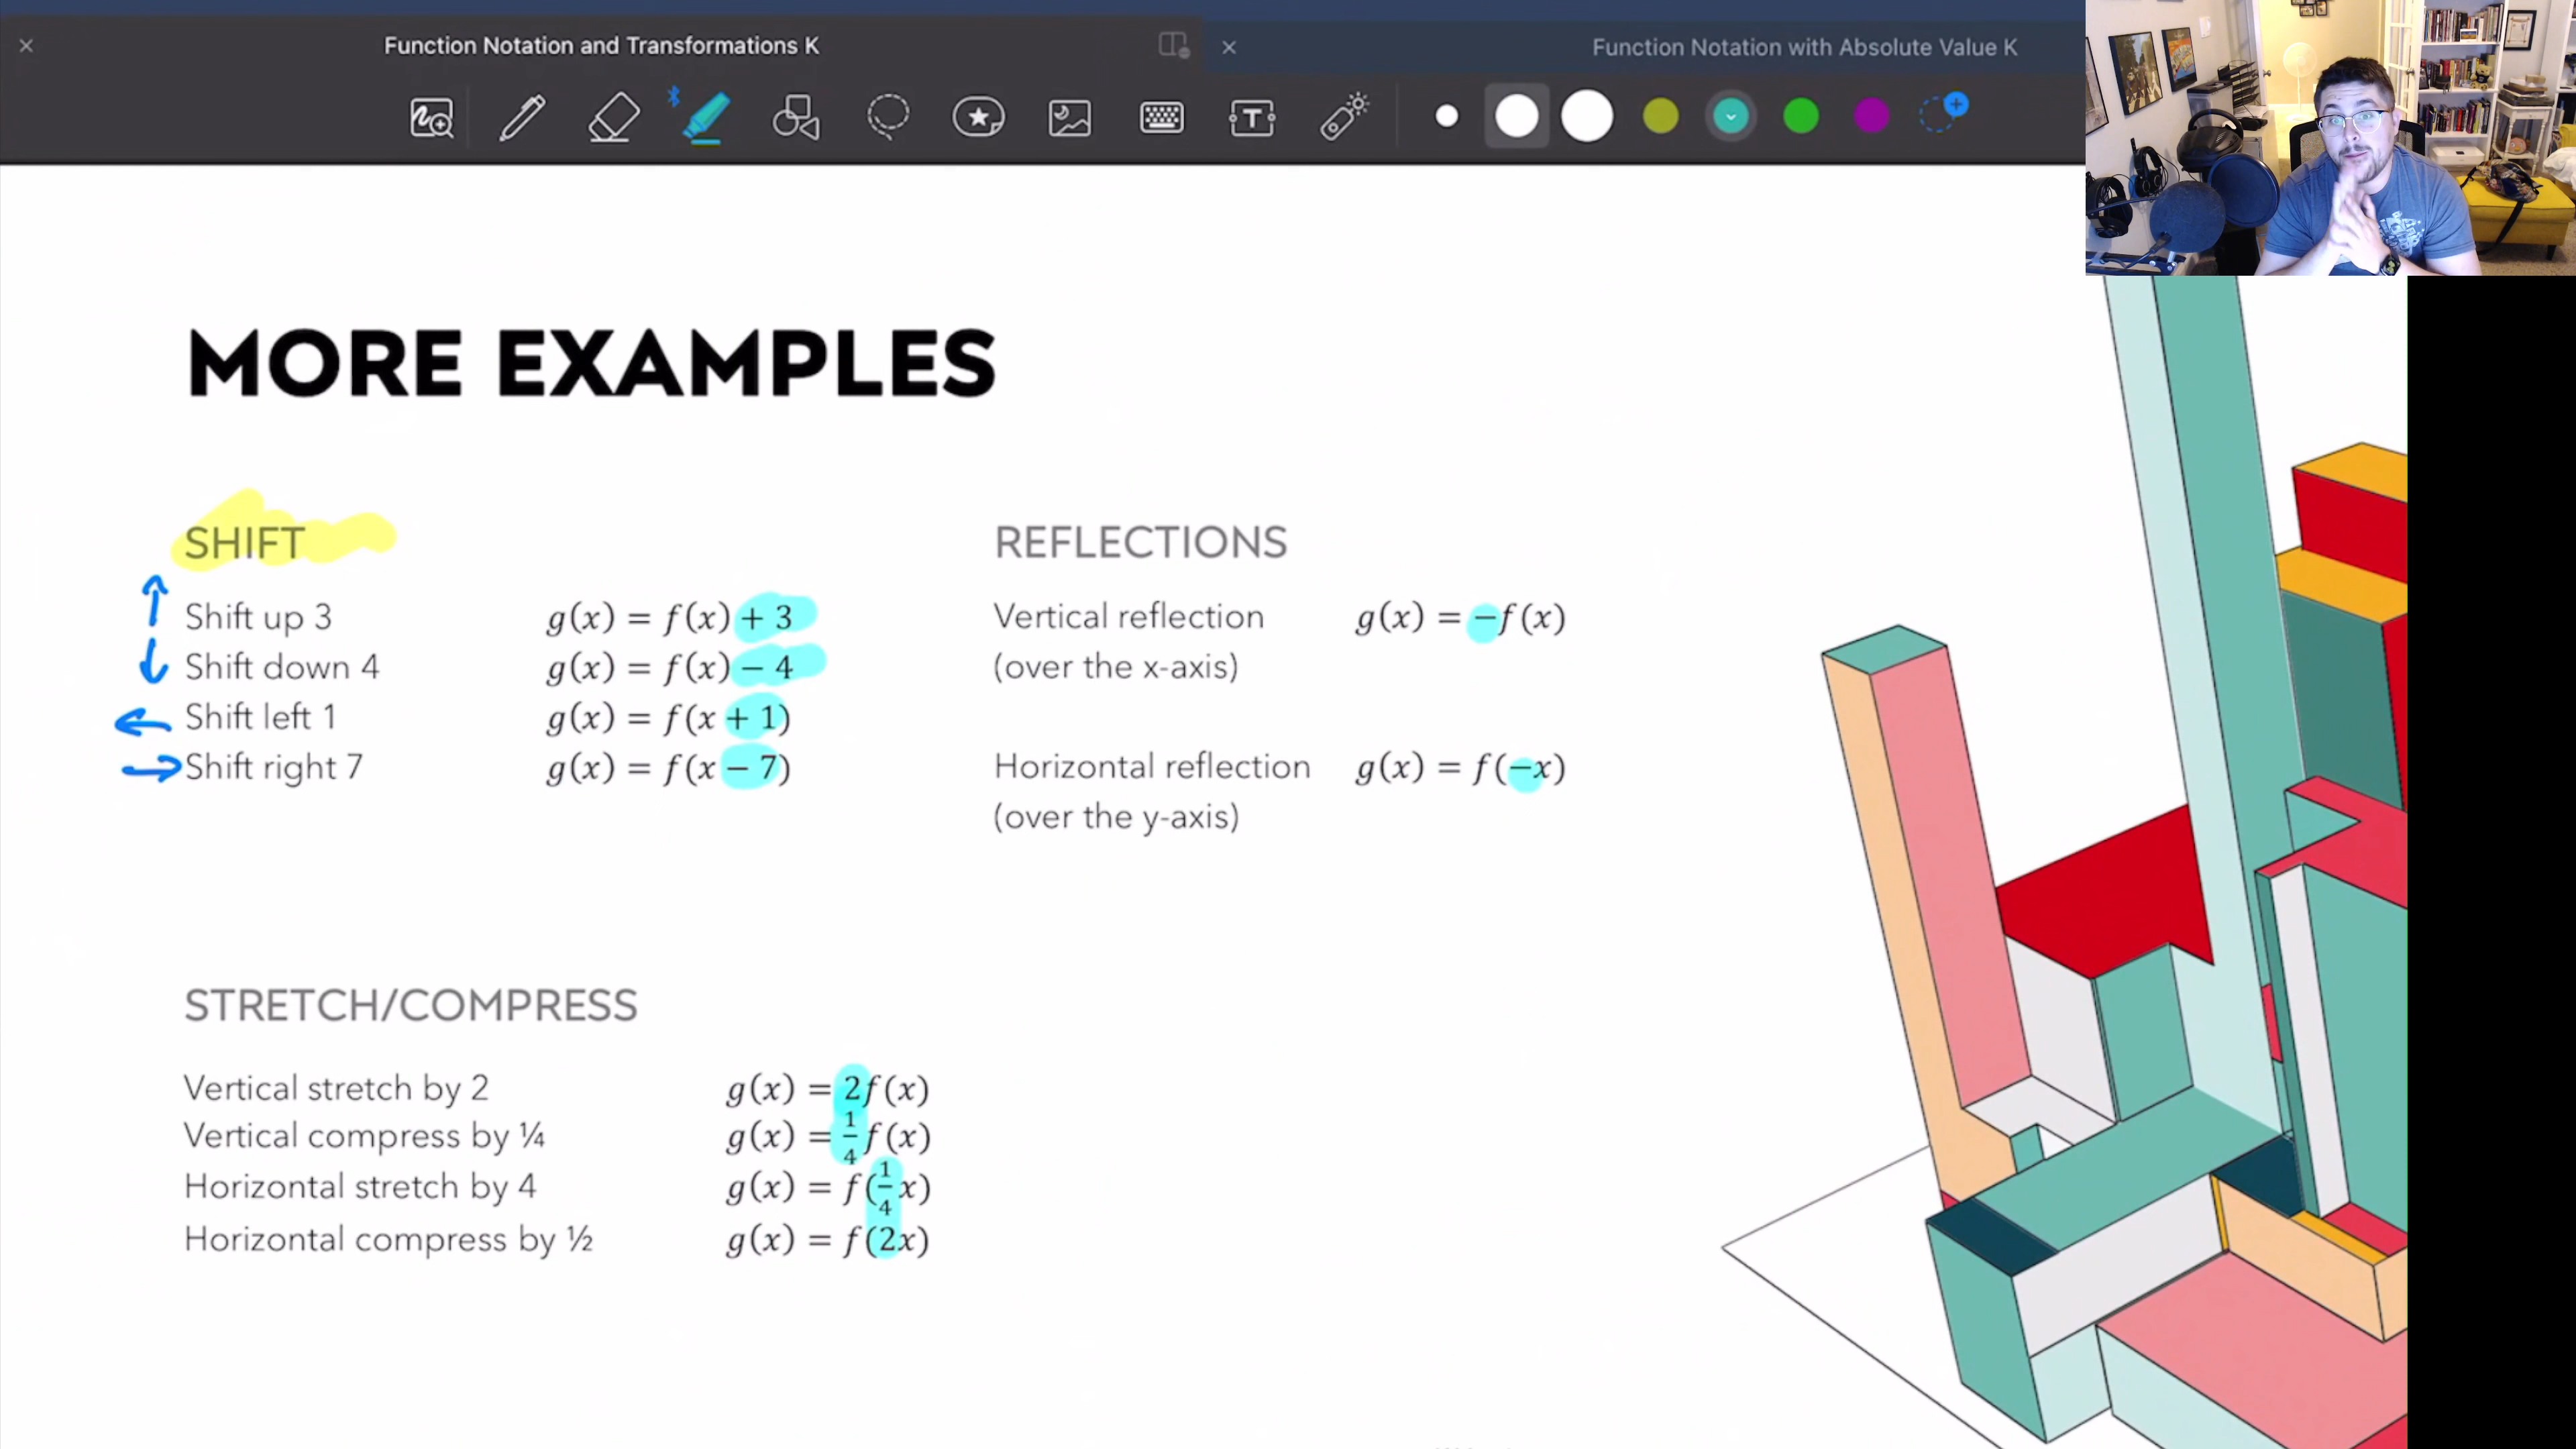 Function Notation and Transformations K
Function Notation with Absolute Value K
MORE EXAMPLES
SHIFT
Shift up 3 g(x) = f(x) + 3
Shift down 4 g(x) = f(x) − 4
Shift left 1 g(x) = f(x + 1)
Shift right 7 g(x) = f(x − 7)
REFLECTIONS
Vertical reflection g(x) = −f(x)
(over the x-axis)
Horizontal reflection g(x) = f(−x)
(over the y-axis)
STRETCH/COMPRESS
Vertical stretch by 2 g(x) = 2f(x)
Vertical compress by ¼ g(x) = 1/4 f(x)
Horizontal stretch by 4 g(x) = f(1/4 x)
Horizontal compress by ½ g(x) = f(2x)